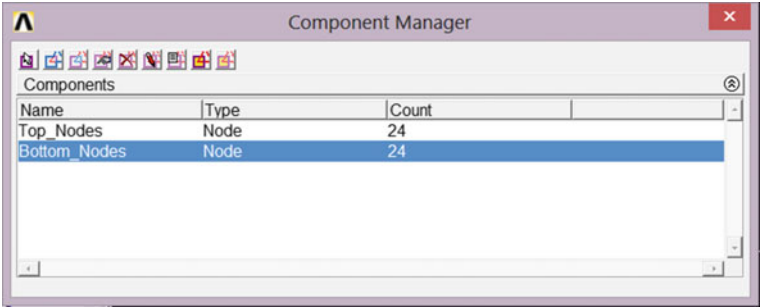 Component Manager
Components
Name Type Count
Top_Nodes Node 24
Bottom_Nodes Node 24